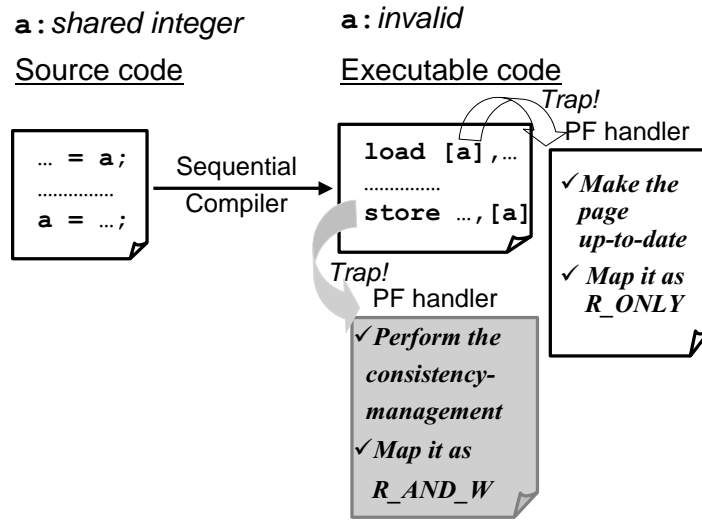 a: shared integer
a: invalid
Source code
Executable code
Trap!
PF handler
… = a;
……………
a = …;
Sequential
Compiler
load [a],…
……………
store …,[a]
✓Make the
page
up-to-date
✓ Map it as
R_ONLY
Trap!
PF handler
✓Perform the
consistency-
management
✓Map it as
R_AND_W